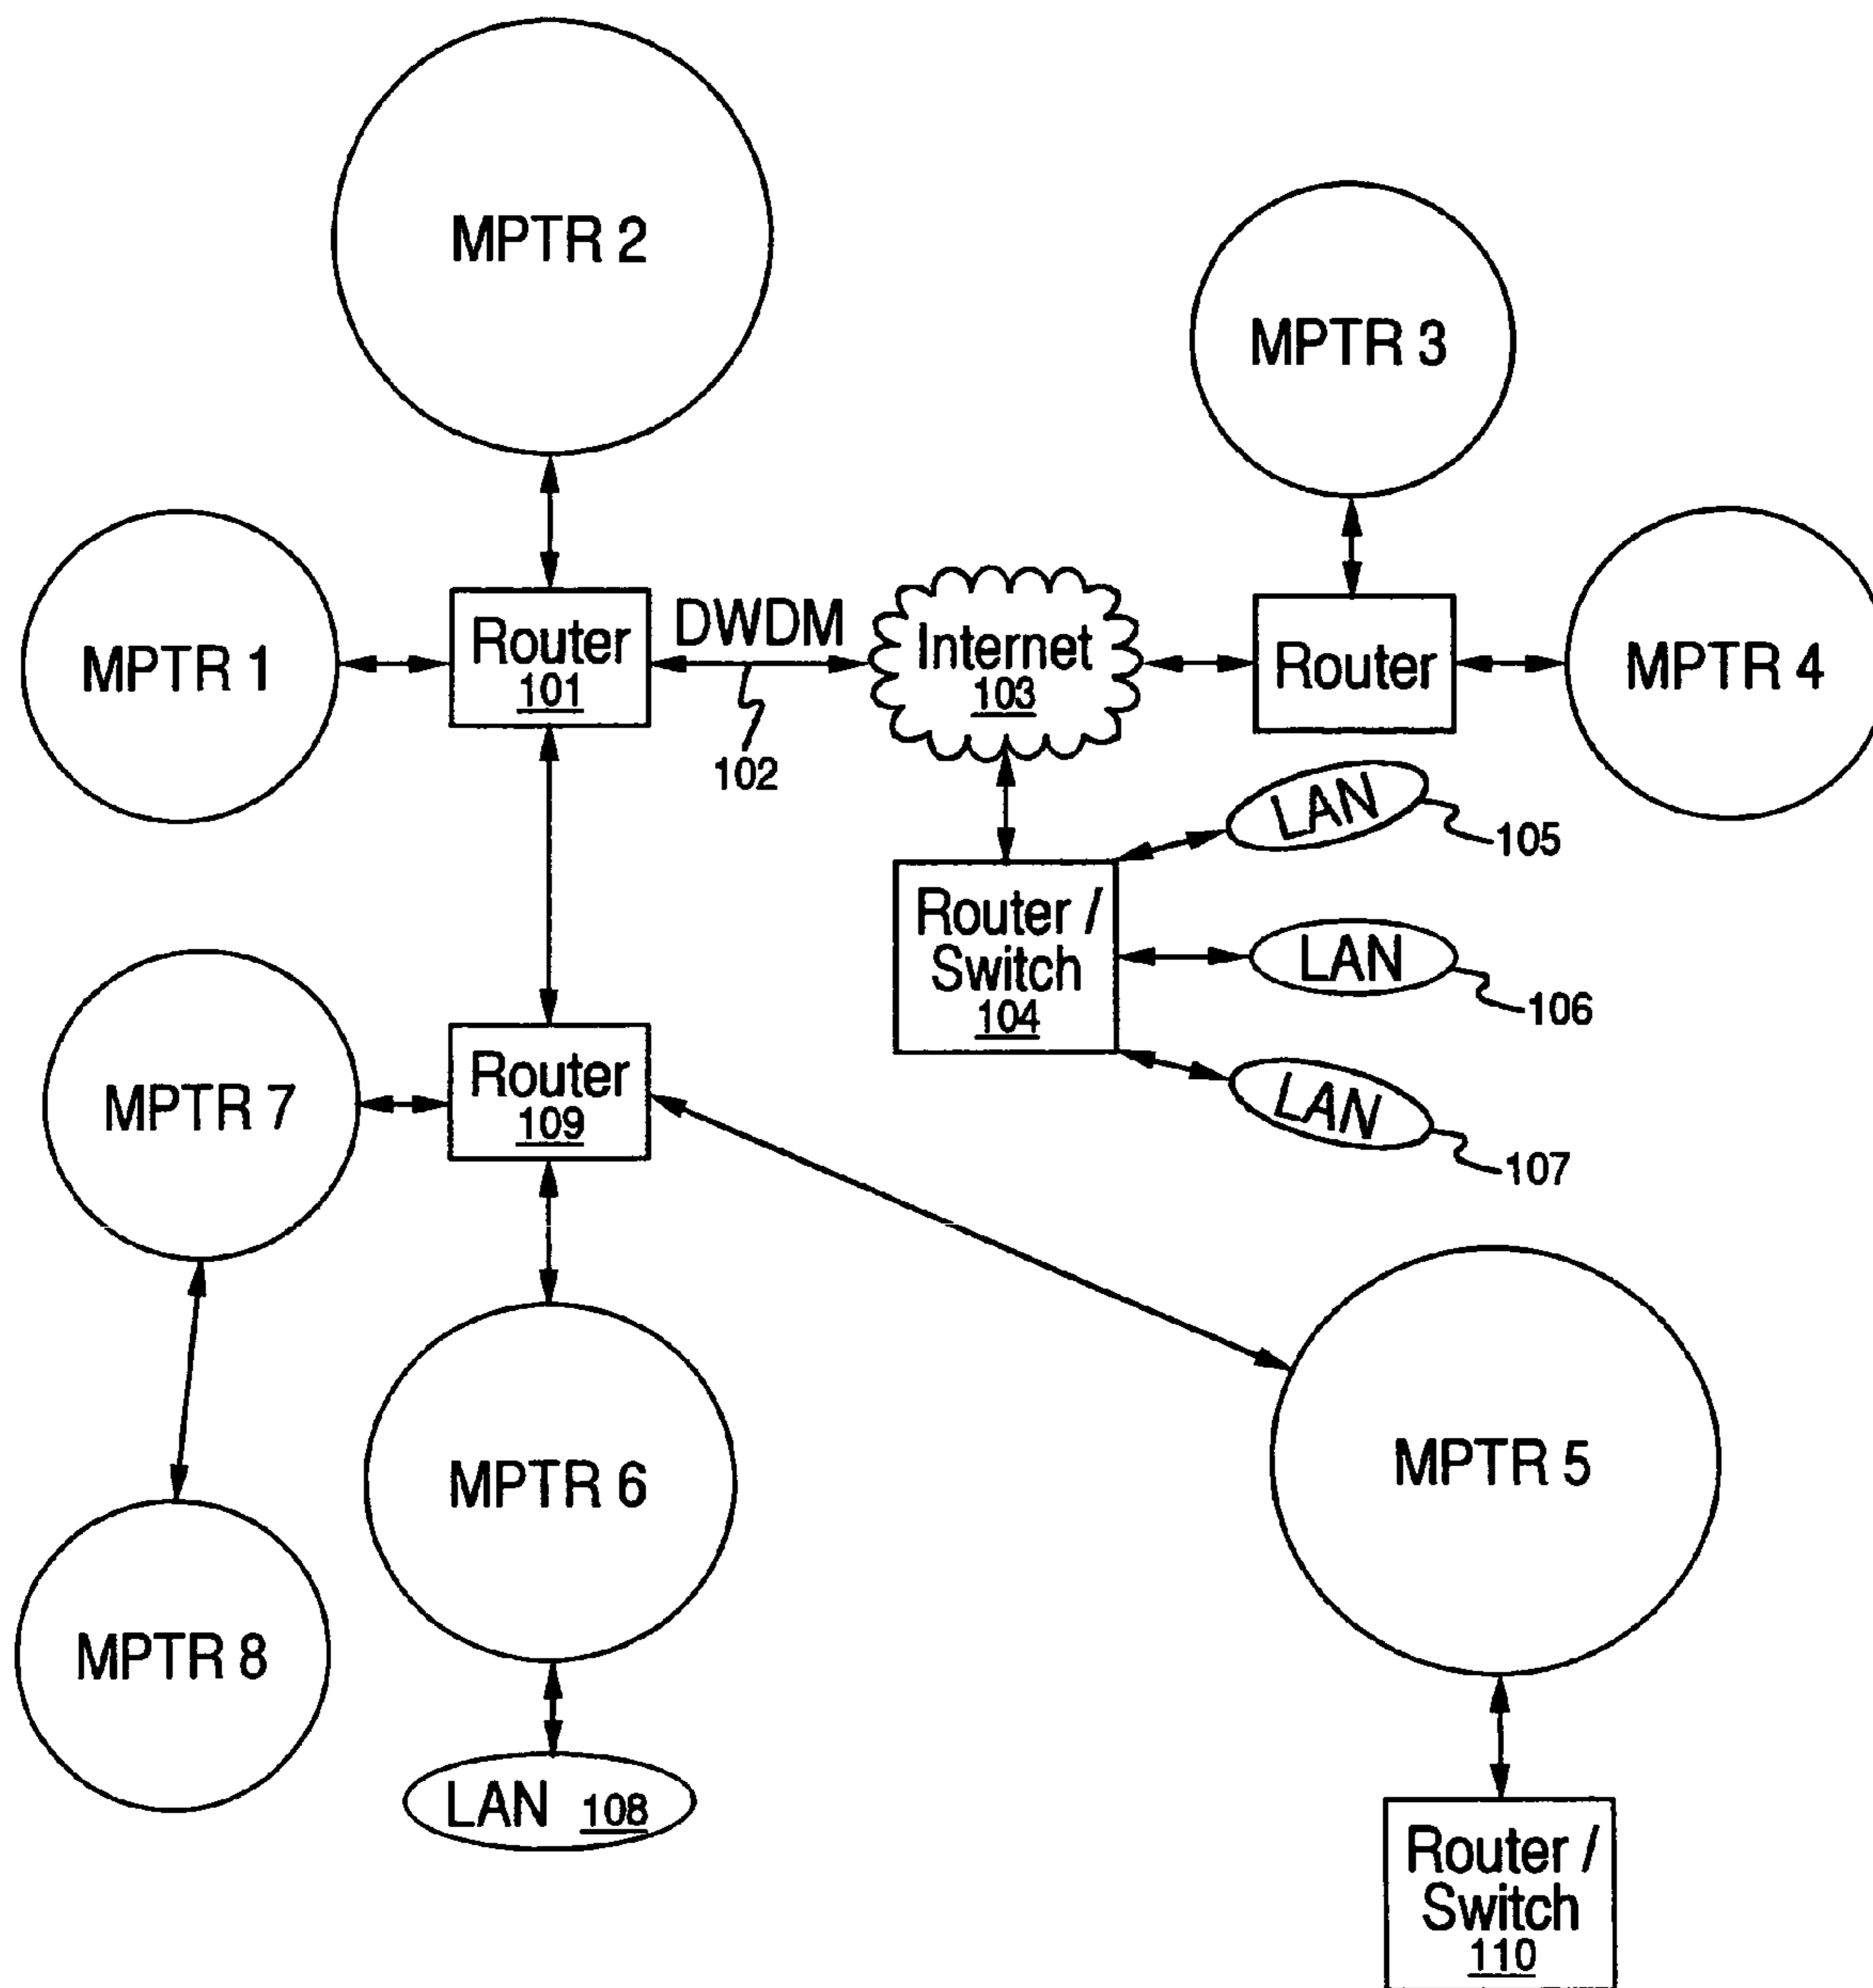 MPTR 2
MPTR 3
MPTR 1
Router
101
DWDM
102
Internet
103
Router
MPTR 4
LAN
105
Router /
Switch
104
LAN
106
LAN
107
MPTR 7
Router
109
MPTR 5
MPTR 6
MPTR 8
LAN 108
Router /
Switch
110